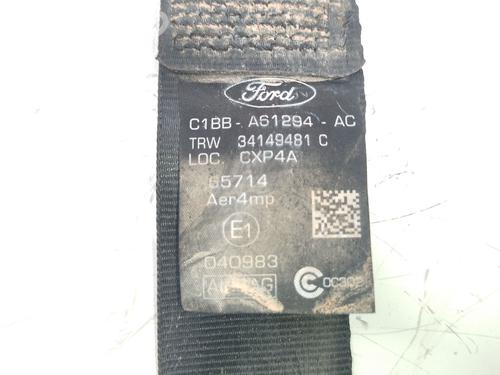 Ford
C1BB - A61294 - AC
TRW 34149481 C
LOC. CXP4A
65714
Aer4mp
E1
040983
AIRBAG